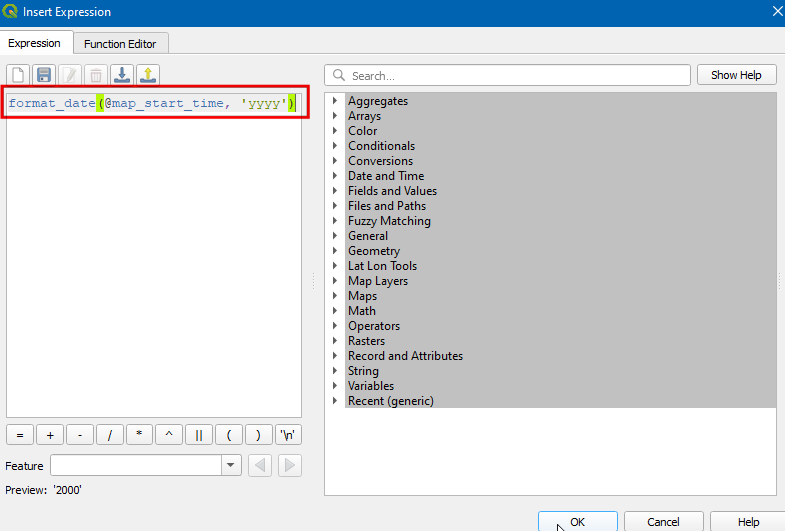 Insert Expression
Expression
Function Editor
Search...
Show Help
format_date(@map_start_time, 'yyyy')
Aggregates
Arrays
Color
Conditionals
Conversions
Date and Time
Fields and Values
Files and Paths
Fuzzy Matching
General
Geometry
Lat Lon Tools
Map Layers
Maps
Math
Operators
Rasters
Record and Attributes
String
Variables
Recent (generic)
= + - / * ^ || ( ) '\n'
Feature
Preview: '2000'
OK Cancel Help